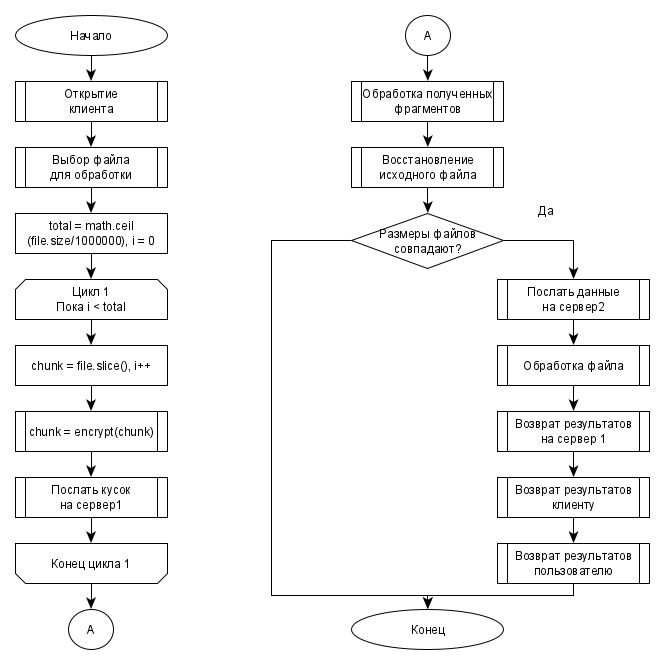 Начало
Открытие
клиента
Выбор файла
для обработки
total = math.ceil
(file.size/1000000), i = 0
Цикл 1
Пока i < total
chunk = file.slice(), i++
chunk = encrypt(chunk)
Послать кусок
на сервер1
Конец цикла 1
А
А
Обработка полученных
фрагментов
Восстановление
исходного файла
Размеры файлов
совпадают?
Да
Послать данные
на сервер2
Обработка файла
Возврат результатов
на сервер 1
Возврат результатов
клиенту
Возврат результатов
пользователю
Конец